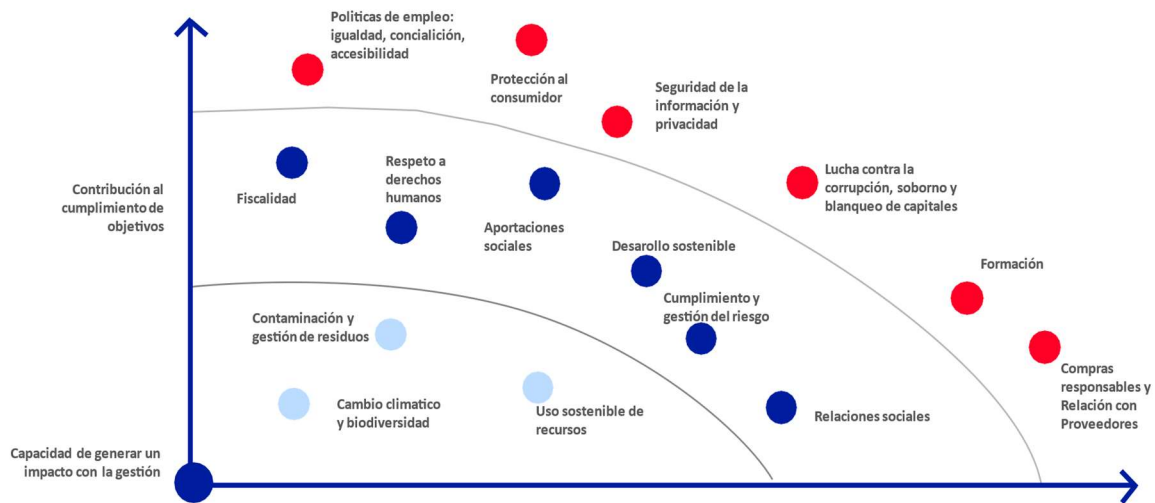 Politicas de empleo:
igualdad, concialición,
accesibilidad
Protección al
consumidor
Seguridad de la
información y
privacidad
Lucha contra la
corrupción, soborno y
blanqueo de capitales
Contribución al
cumplimiento de
objetivos
Fiscalidad
Respeto a
derechos
humanos
Aportaciones
sociales
Desarollo sostenible
Formación
Cumplimiento y
gestión del riesgo
Contaminación y
gestión de residuos
Compras
responsables y
Relación con
Proveedores
Cambio climatico
y biodiversidad
Uso sostenible de
recursos
Relaciones sociales
Capacidad de generar un
impacto con la gestión